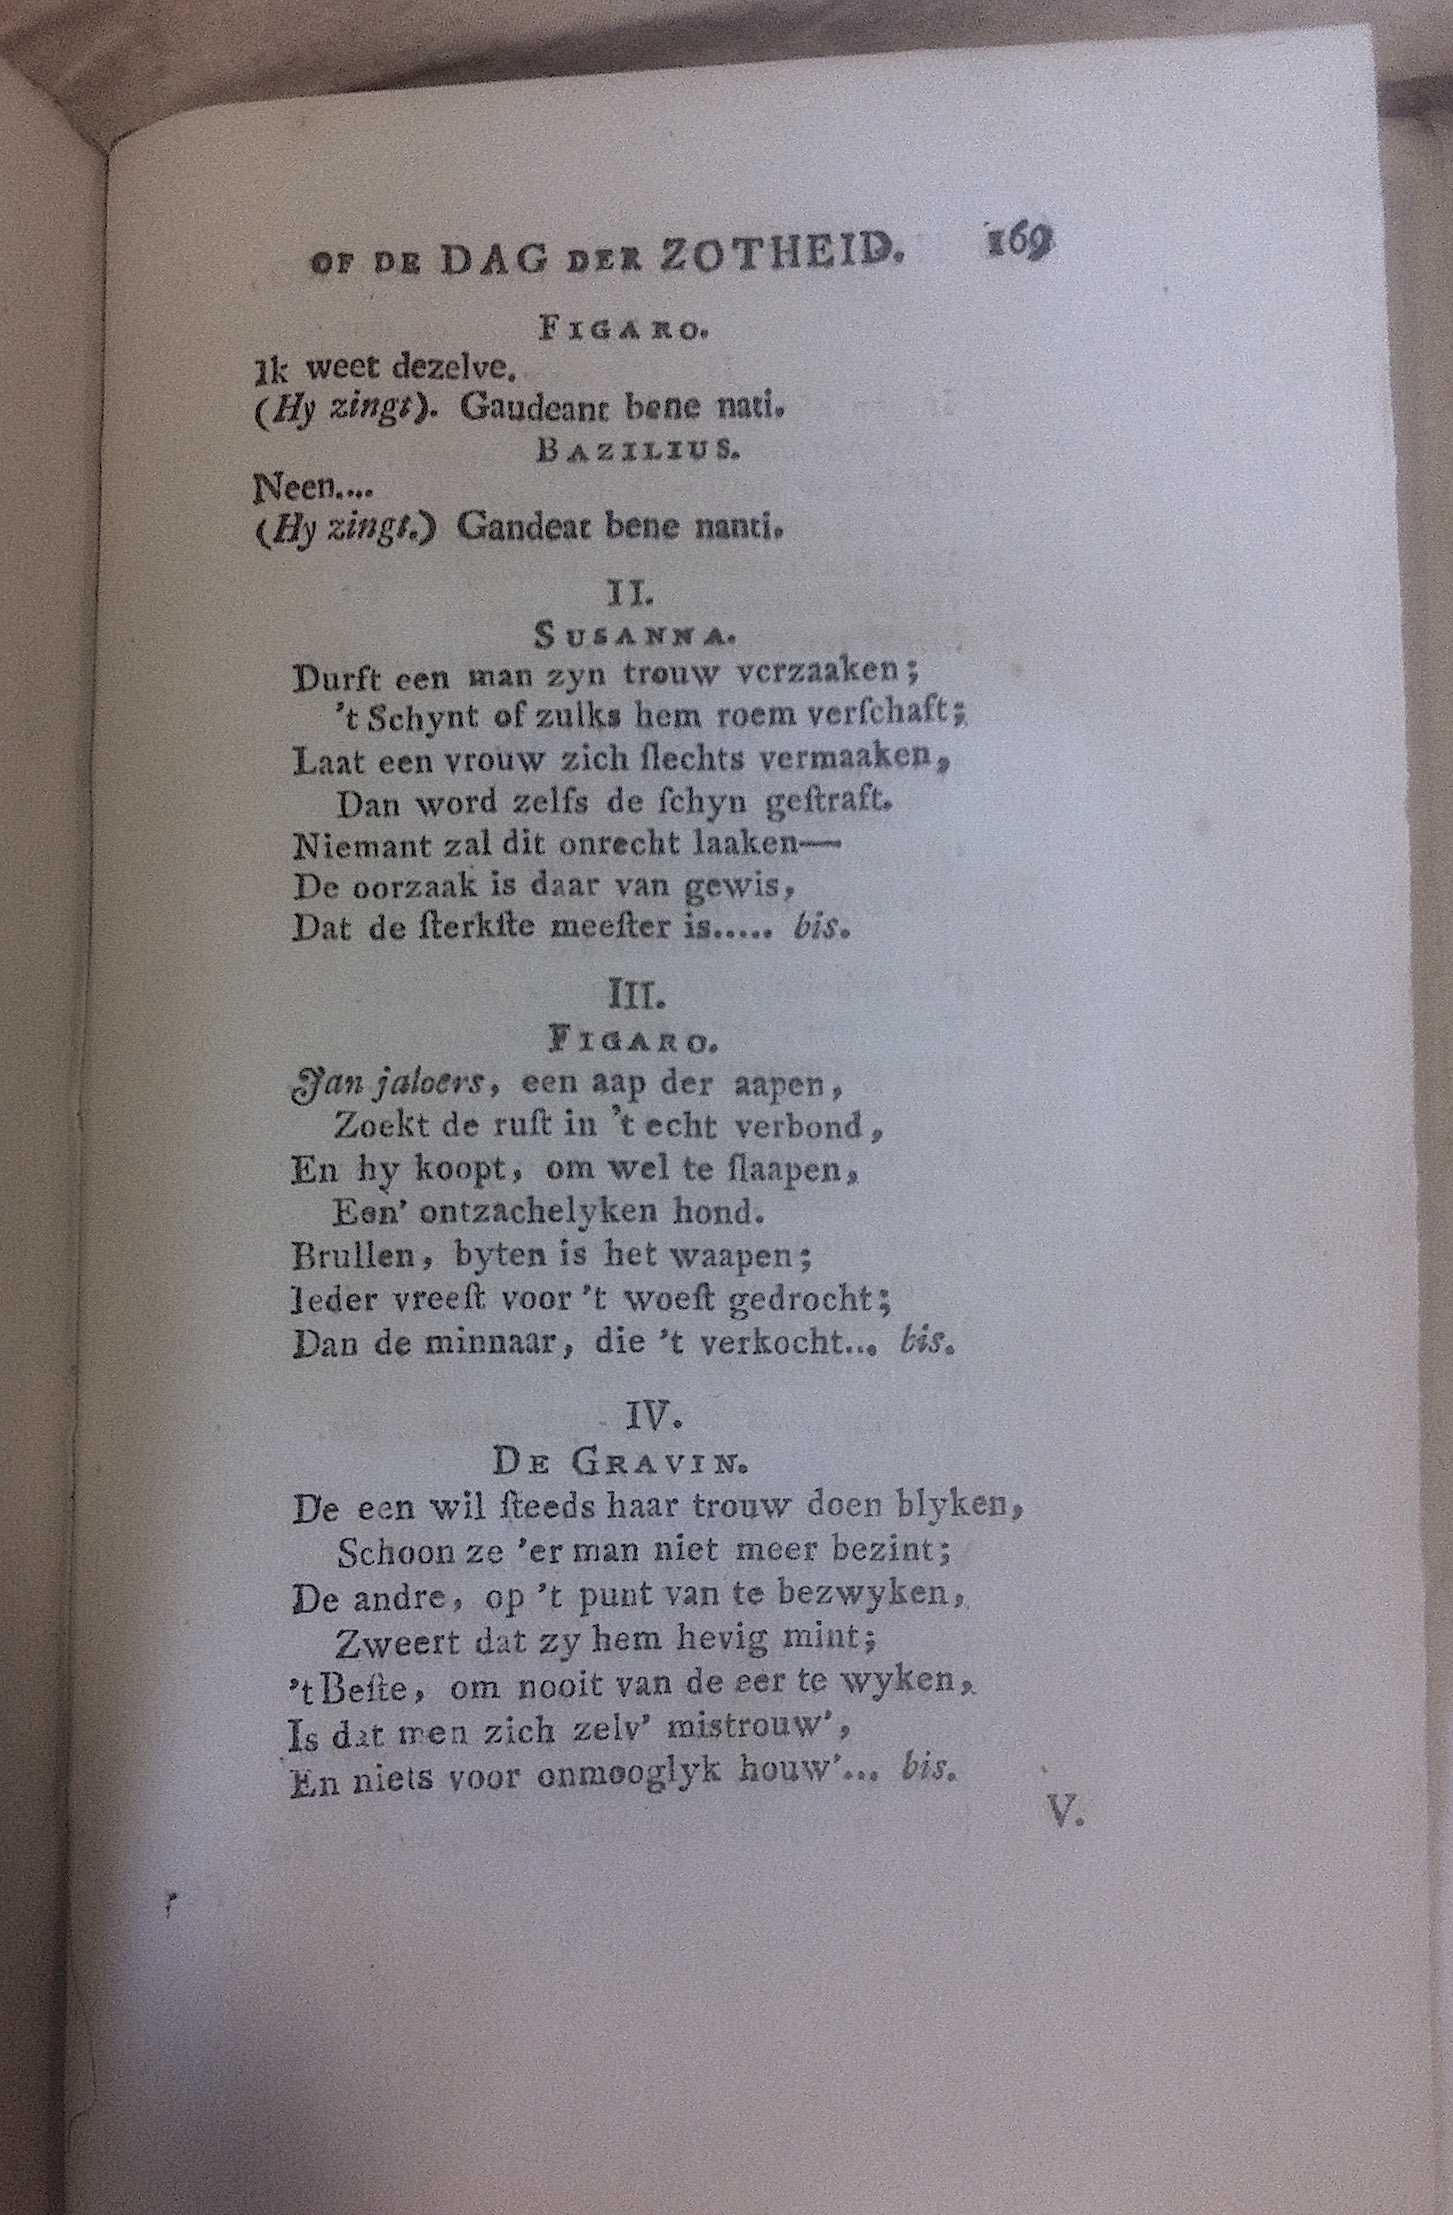 OF DE DAG DER ZOTHEID. 169
FIGARO.
Ik weet dezelve.
(Hy zingt). Gaudeant bene nati.
BAZILIUS.
Neen....
(Hy zingt.) Gandeat bene nanti.
II.
SUSANNA.
Durft een man zyn trouw verzaaken;
't Schynt of zulks hem roem verſchaft;
Laat een vrouw zich ſlechts vermaaken,
Dan word zelfs de ſchyn geſtraft.
Niemant zal dit onrecht laaken—
De oorzaak is daar van gewis,
Dat de ſterkſte meeſter is..... bis.
III.
FIGARO.
Jan jaloers, een aap der aapen,
Zoekt de ruſt in 't echt verbond,
En hy koopt, om wel te ſlaapen,
Een' ontzachelyken hond.
Brullen, byten is het waapen;
Ieder vreeſt voor 't woeſt gedrocht;
Dan de minnaar, die 't verkocht... bis.
IV.
DE GRAVIN.
De een wil ſteeds haar trouw doen blyken,
Schoon ze 'er man niet meer bezint;
De andre, op 't punt van te bezwyken,
Zweert dat zy hem hevig mint;
't Beſte, om nooit van de eer te wyken,
Is dat men zich zelv' mistrouw',
En niets voor onmooglyk houw'... bis.
V.